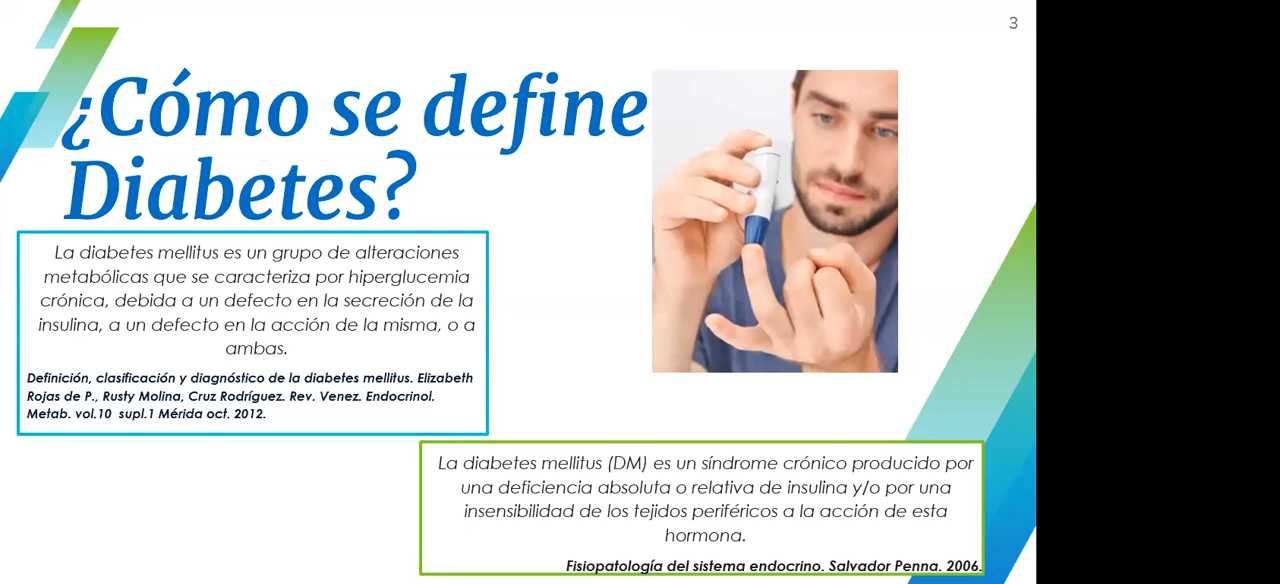 3
¿Cómo se define
Diabetes?
La diabetes mellitus es un grupo de alteraciones
metabólicas que se caracteriza por hiperglucemia
crónica, debida a un defecto en la secreción de la
insulina, a un defecto en la acción de la misma, o a
ambas.
Definición, clasificación y diagnóstico de la diabetes mellitus. Elizabeth
Rojas de P., Rusty Molina, Cruz Rodríguez. Rev. Venez. Endocrinol.
Metab. vol.10 supl.1 Mérida oct. 2012.
La diabetes mellitus (DM) es un síndrome crónico producido por
una deficiencia absoluta o relativa de insulina y/o por una
insensibilidad de los tejidos periféricos a la acción de esta
hormona.
Fisiopatología del sistema endocrino. Salvador Penna. 2006.